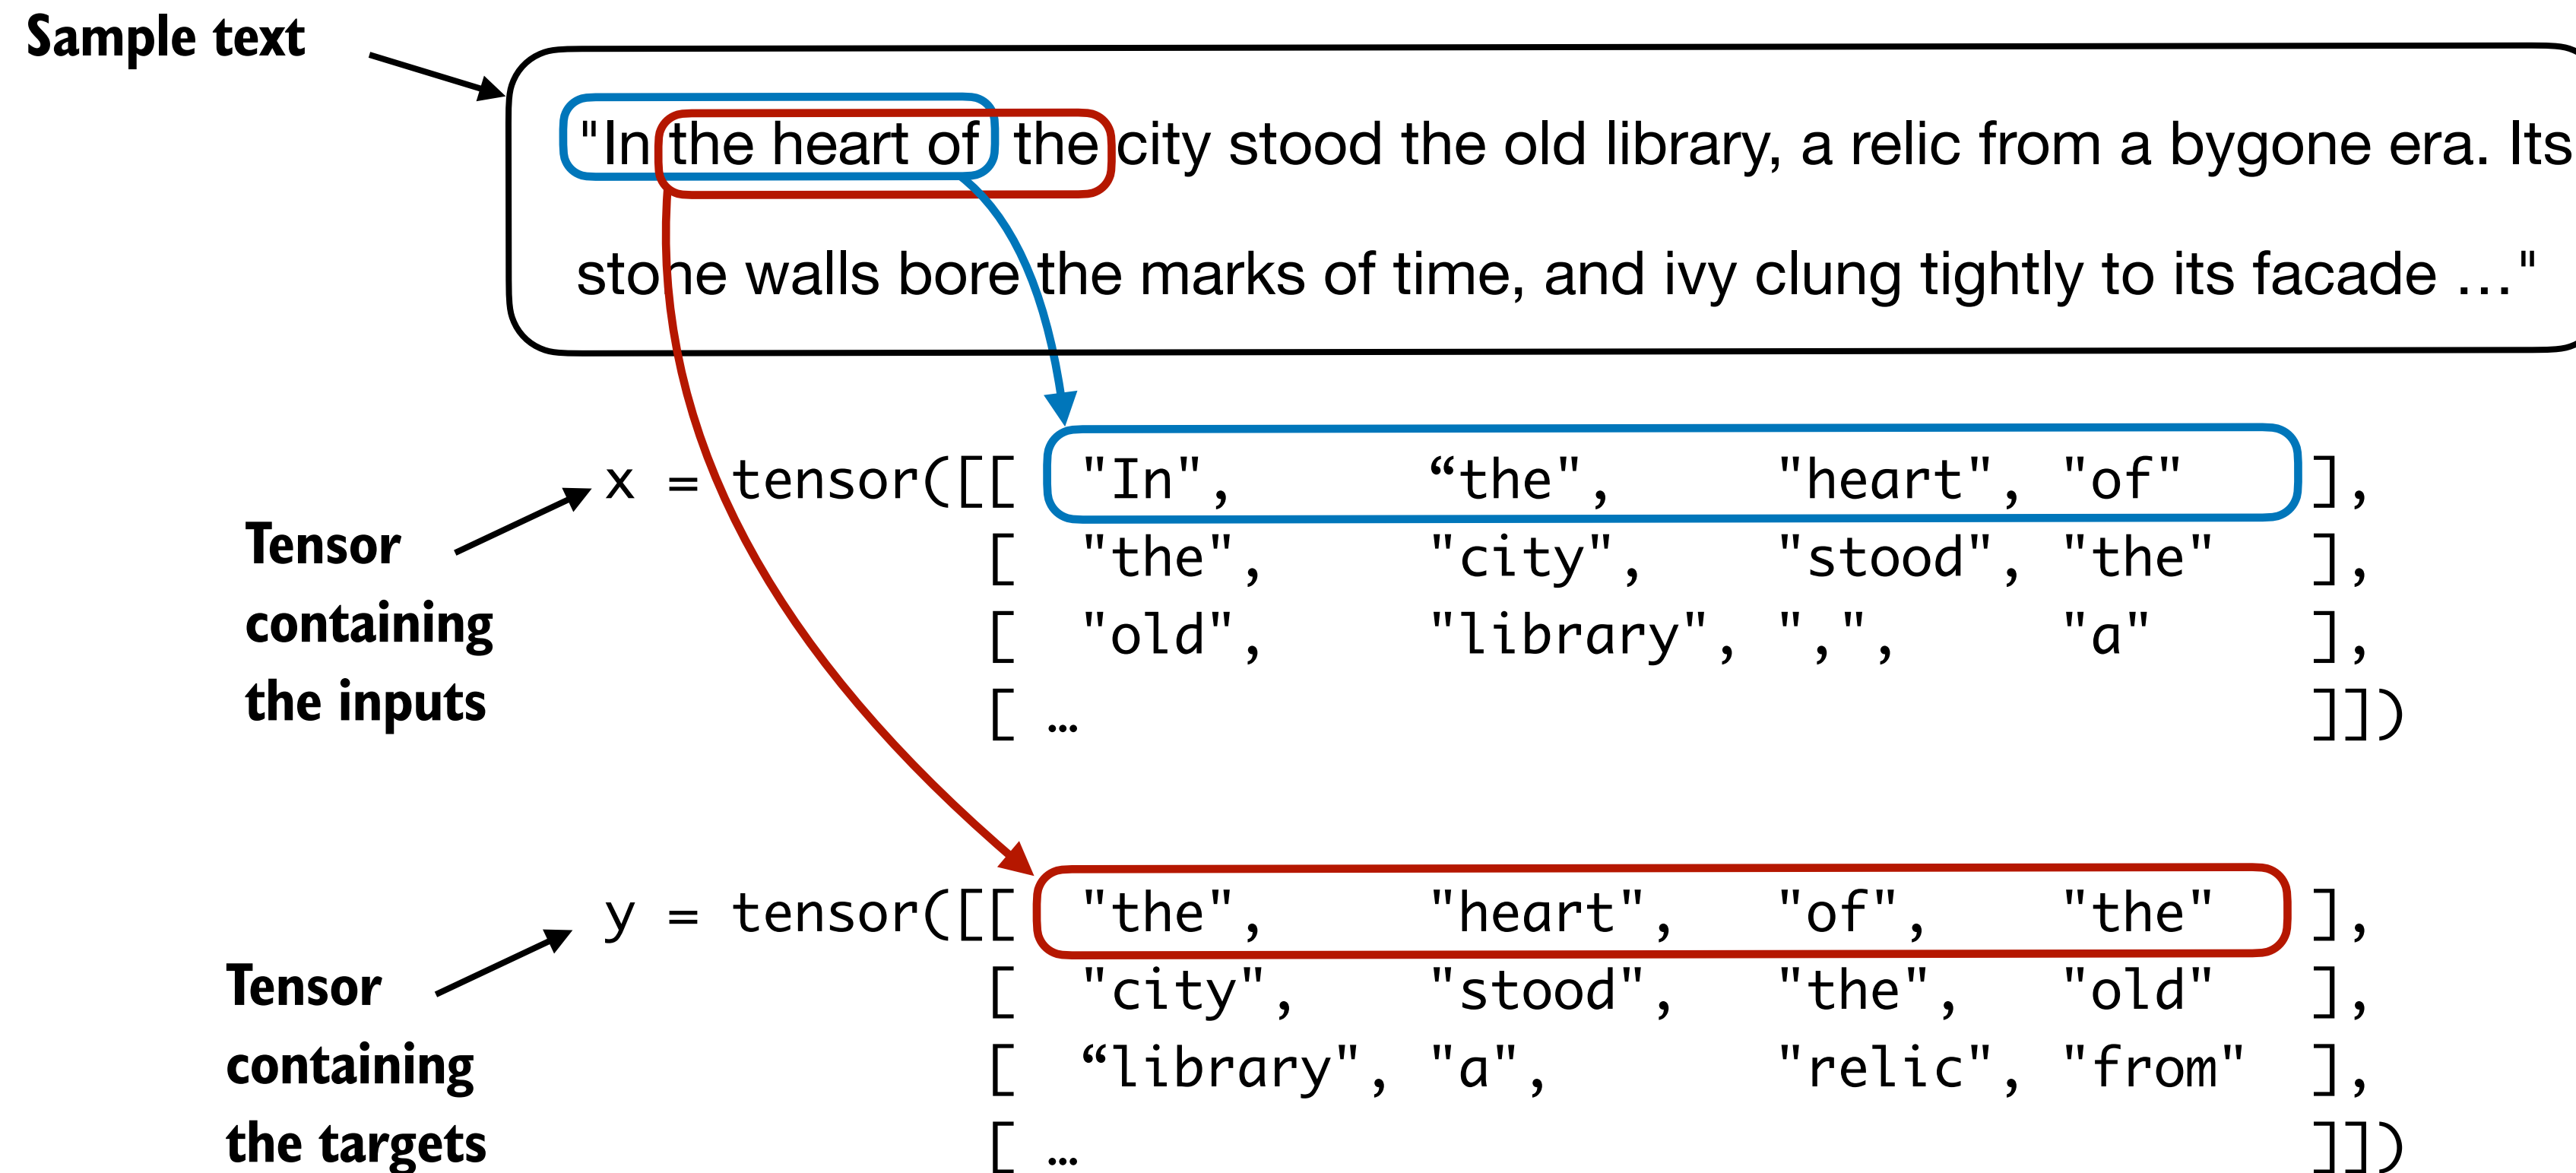 Sample text
"In the heart of the city stood the old library, a relic from a bygone era. Its
stone walls bore the marks of time, and ivy clung tightly to its facade …"
x = tensor([[ "In", “the", "heart", "of" ],
[ "the", "city", "stood", "the" ],
[ "old", "library", ",", "a" ],
[ … ]])
Tensor
containing
the inputs
y = tensor([[ "the", "heart", "of", "the" ],
[ "city", "stood", "the", "old" ],
[ “library", "a", "relic", "from" ],
[ … ]])
Tensor
containing
the targets